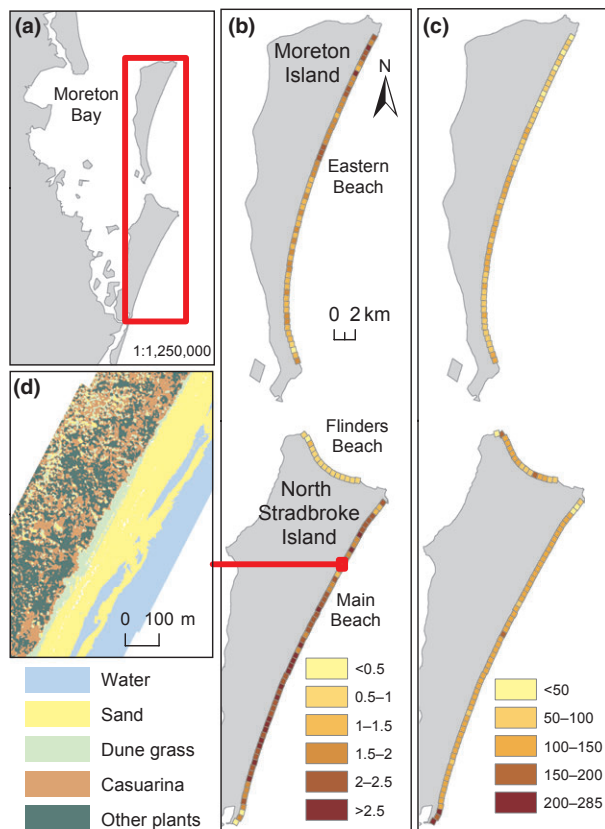 (a)
Moreton
Bay
1:1,250,000
(b)
Moreton
Island
N
Eastern
Beach
0 2 km
Flinders
Beach
North
Stradbroke
Island
Main
Beach
<0.5
0.5–1
1–1.5
1.5–2
2–2.5
>2.5
(c)
<50
50–100
100–150
150–200
200–285
(d)
0 100 m
Water
Sand
Dune grass
Casuarina
Other plants